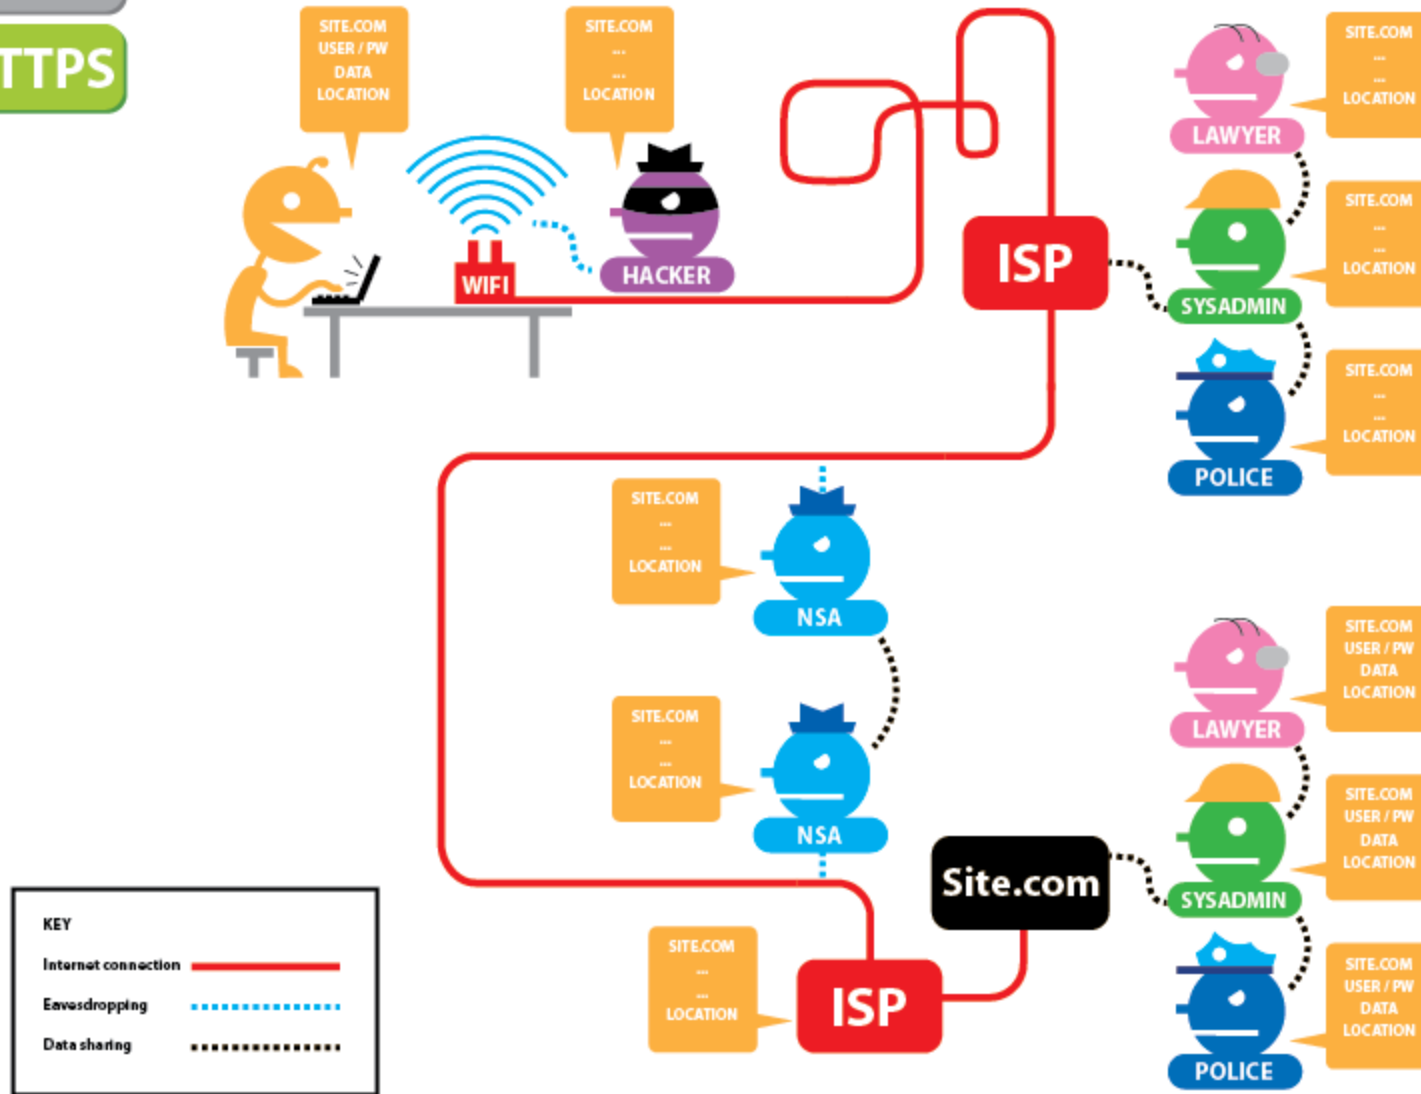 TTPS
SITE.COM
USER / PW
DATA
LOCATION
SITE.COM
...
...
LOCATION
WIFI
HACKER
ISP
LAWYER
SITE.COM
...
...
LOCATION
SYSADMIN
SITE.COM
...
...
LOCATION
POLICE
SITE.COM
...
...
LOCATION
SITE.COM
...
...
LOCATION
NSA
SITE.COM
...
...
LOCATION
NSA
Site.com
SITE.COM
...
...
LOCATION
ISP
LAWYER
SITE.COM
USER / PW
DATA
LOCATION
SYSADMIN
SITE.COM
USER / PW
DATA
LOCATION
POLICE
SITE.COM
USER / PW
DATA
LOCATION
KEY
Internet connection
Eavesdropping
Data sharing